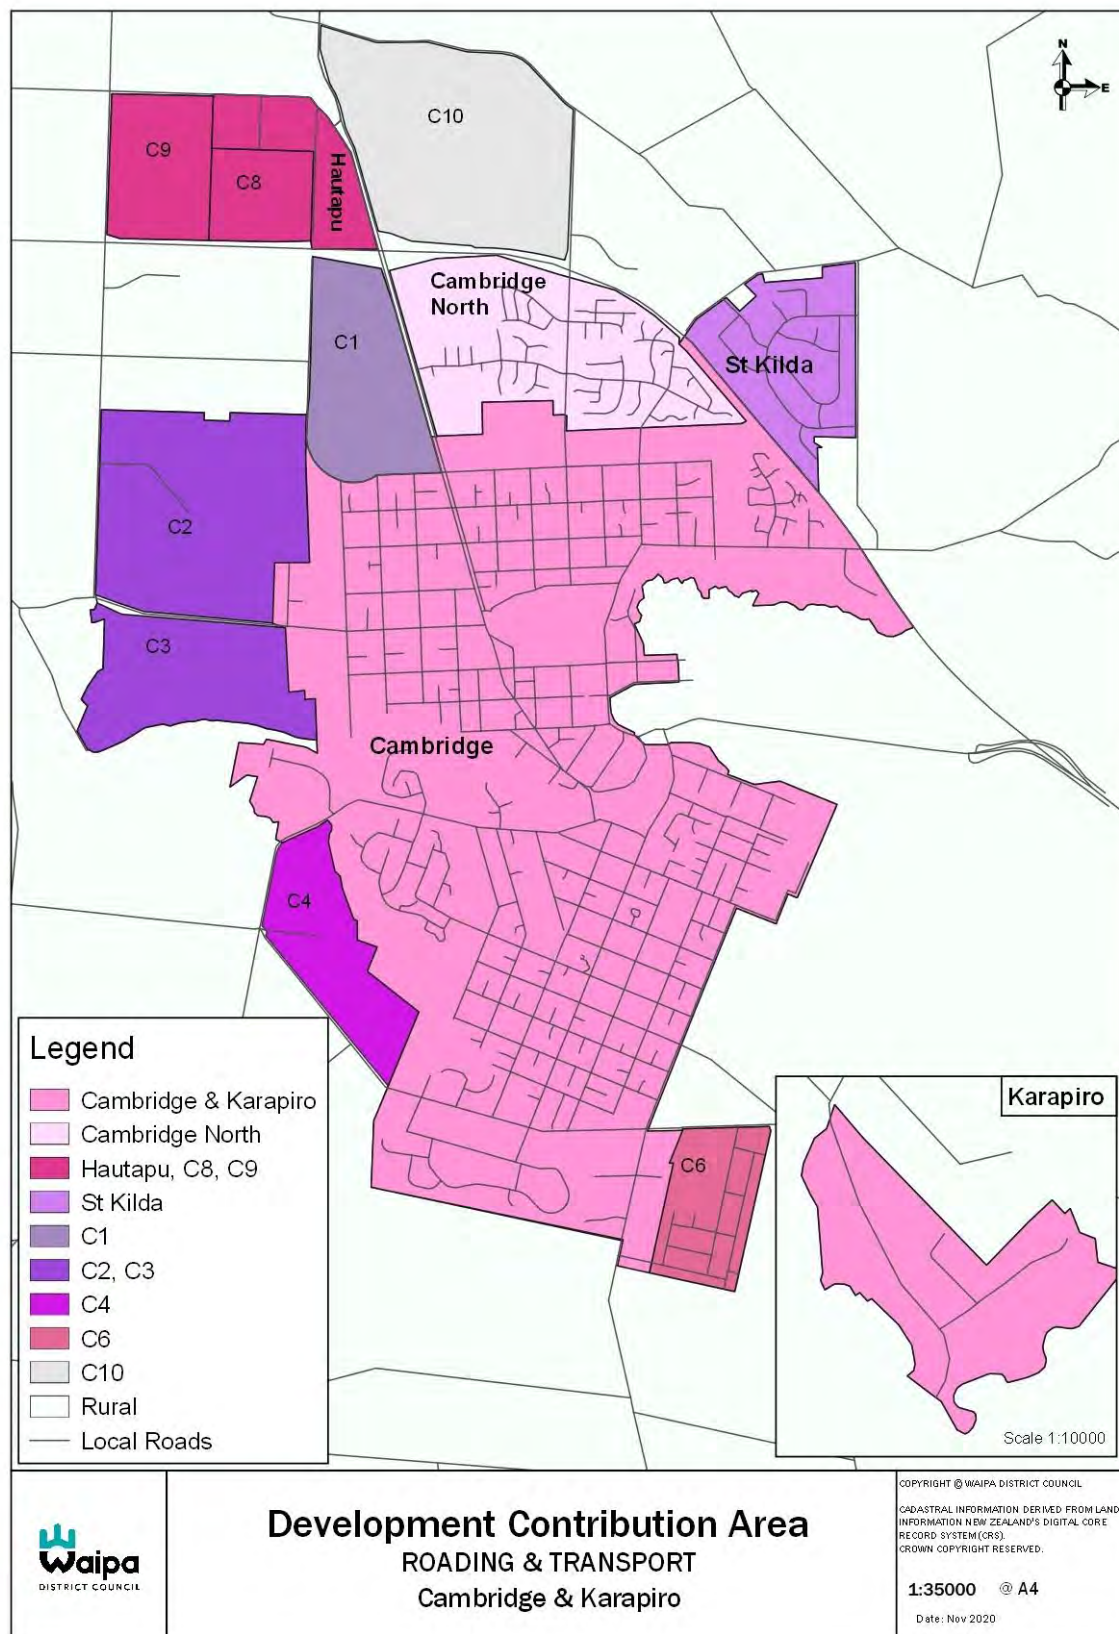 N
E
C10
C9
C8
Hautapu
Cambridge
North
C1
St Kilda
C2
C3
Cambridge
C4
C6
Legend
Cambridge & Karapiro
Cambridge North
Hautapu, C8, C9
St Kilda
C1
C2, C3
C4
C6
C10
Rural
Local Roads
Karapiro
Scale 1:10000
Waipa
DISTRICT COUNCIL
Development Contribution Area
ROADING & TRANSPORT
Cambridge & Karapiro
COPYRIGHT © WAIPA DISTRICT COUNCIL
CADASTRAL INFORMATION DERIVED FROM LAND
INFORMATION NEW ZEALAND'S DIGITAL CORE
RECORD SYSTEM (CRS).
CROWN COPYRIGHT RESERVED.
1:35000 @ A4
Date: Nov 2020